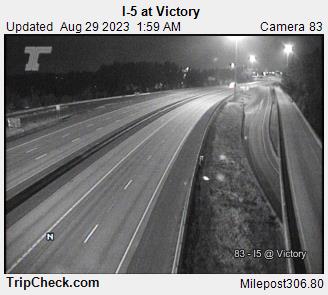 I-5 at Victory
Updated Aug 29 2023 1:59 AM
Camera 83
T
N
83 - I5 @ Victory
TripCheck.com
Milepost306.80